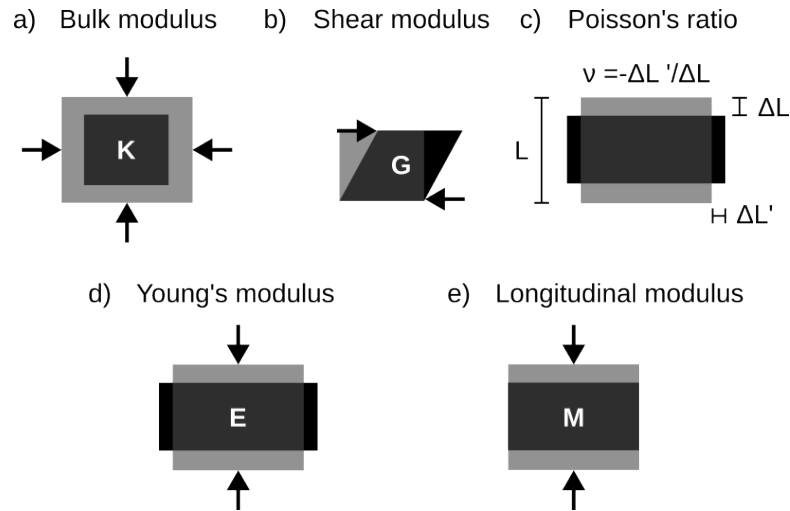 a) Bulk modulus
b) Shear modulus
c) Poisson's ratio
ν =-ΔL '/ΔL
K
G
L
ΔL
ΔL'
d) Young's modulus
e) Longitudinal modulus
E
M